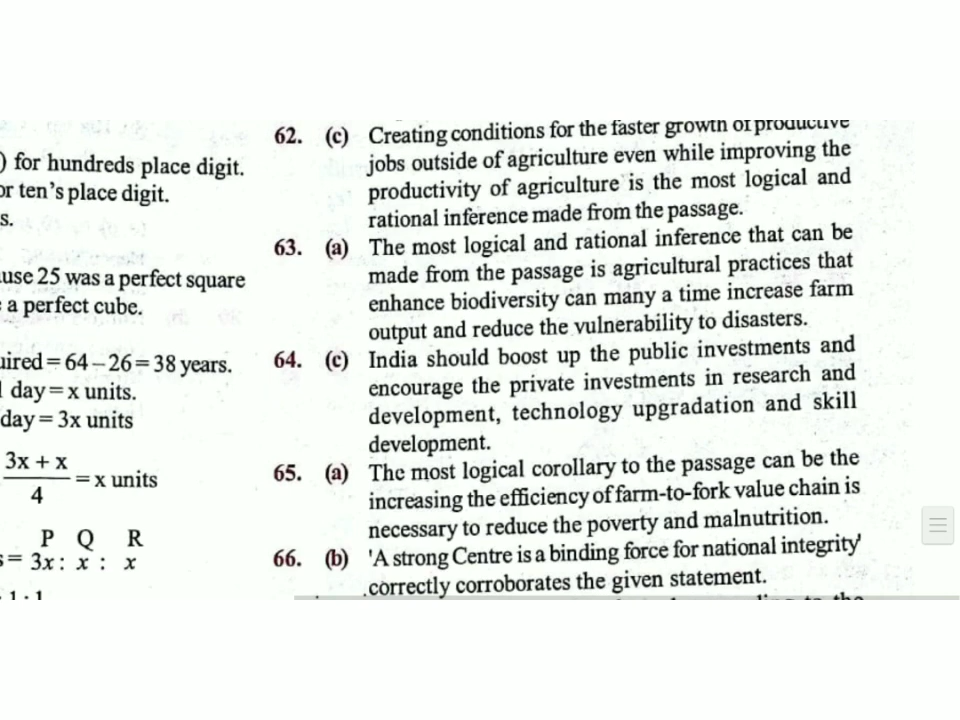 ) for hundreds place digit.
or ten's place digit.
s.
use 25 was a perfect square
a perfect cube.
uired = 64 – 26 = 38 years.
day = x units.
day = 3x units
3x + x
= x units
4
P Q R
s = 3x : x : x
1 : 1
62. (c) Creating conditions for the faster growth of productive
jobs outside of agriculture even while improving the
productivity of agriculture is the most logical and
rational inference made from the passage.
63. (a) The most logical and rational inference that can be
made from the passage is agricultural practices that
enhance biodiversity can many a time increase farm
output and reduce the vulnerability to disasters.
64. (c) India should boost up the public investments and
encourage the private investments in research and
development, technology upgradation and skill
development.
65. (a) The most logical corollary to the passage can be the
increasing the efficiency of farm-to-fork value chain is
necessary to reduce the poverty and malnutrition.
66. (b) 'A strong Centre is a binding force for national integrity'
correctly corroborates the given statement.